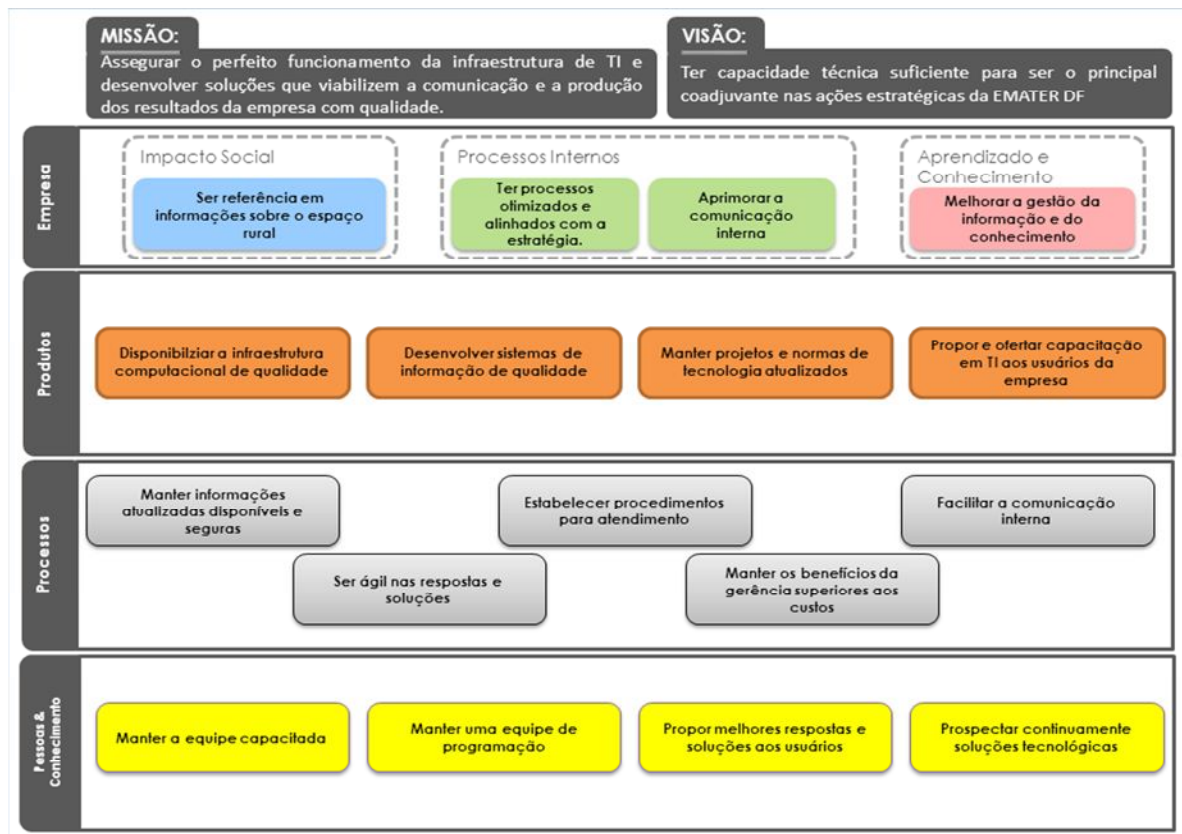 MISSÃO:
Assegurar o perfeito funcionamento da infraestrutura de TI e
desenvolver soluções que viabilizem a comunicação e a produção
dos resultados da empresa com qualidade.
VISÃO:
Ter capacidade técnica suficiente para ser o principal
coadjuvante nas ações estratégicas da EMATER DF
Empresa
Impacto Social
Ser referência em
informações sobre o espaço
rural
Processos Internos
Ter processos
otimizados e
alinhados com a
estratégia.
Aprimorar a
comunicação
interna
Aprendizado e
Conhecimento
Melhorar a gestão da
informação e do
conhecimento
Produtos
Disponibilziar a infraestrutura
computacional de qualidade
Desenvolver sistemas de
informação de qualidade
Manter projetos e normas de
tecnologia atualizados
Propor e ofertar capacitação
em TI aos usuários da
empresa
Processos
Manter informações
atualizadas disponíveis e
seguras
Ser ágil nas respostas e
soluções
Estabelecer procedimentos
para atendimento
Manter os benefícios da
gerência superiores aos
custos
Facilitar a comunicação
interna
Pessoas &
Conhecimento
Manter a equipe capacitada
Manter uma equipe de
programação
Propor melhores respostas e
soluções aos usuários
Prospectar continuamente
soluções tecnológicas